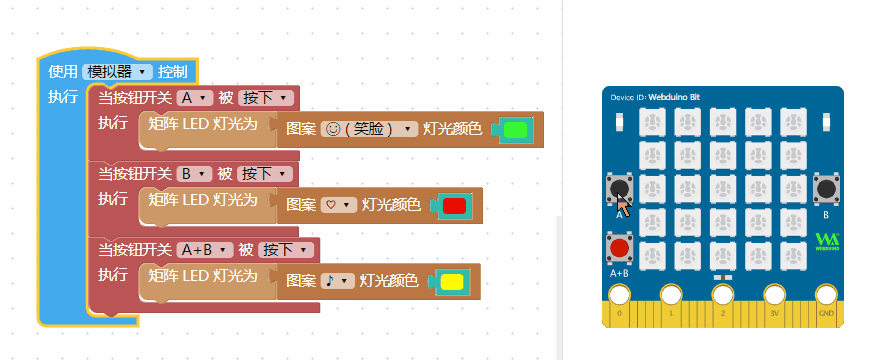 使用 模拟器 控制
执行
当按钮开关 A 被 按下
执行 矩阵 LED 灯光为 图案 ☺ ( 笑脸 ) 灯光颜色
当按钮开关 B 被 按下
执行 矩阵 LED 灯光为 图案 ♡ 灯光颜色
当按钮开关 A+B 被 按下
执行 矩阵 LED 灯光为 图案 ♪ 灯光颜色
Device ID: Webduino Bit
A
B
WEBDUINO
A+B
0 1 2 3V GND